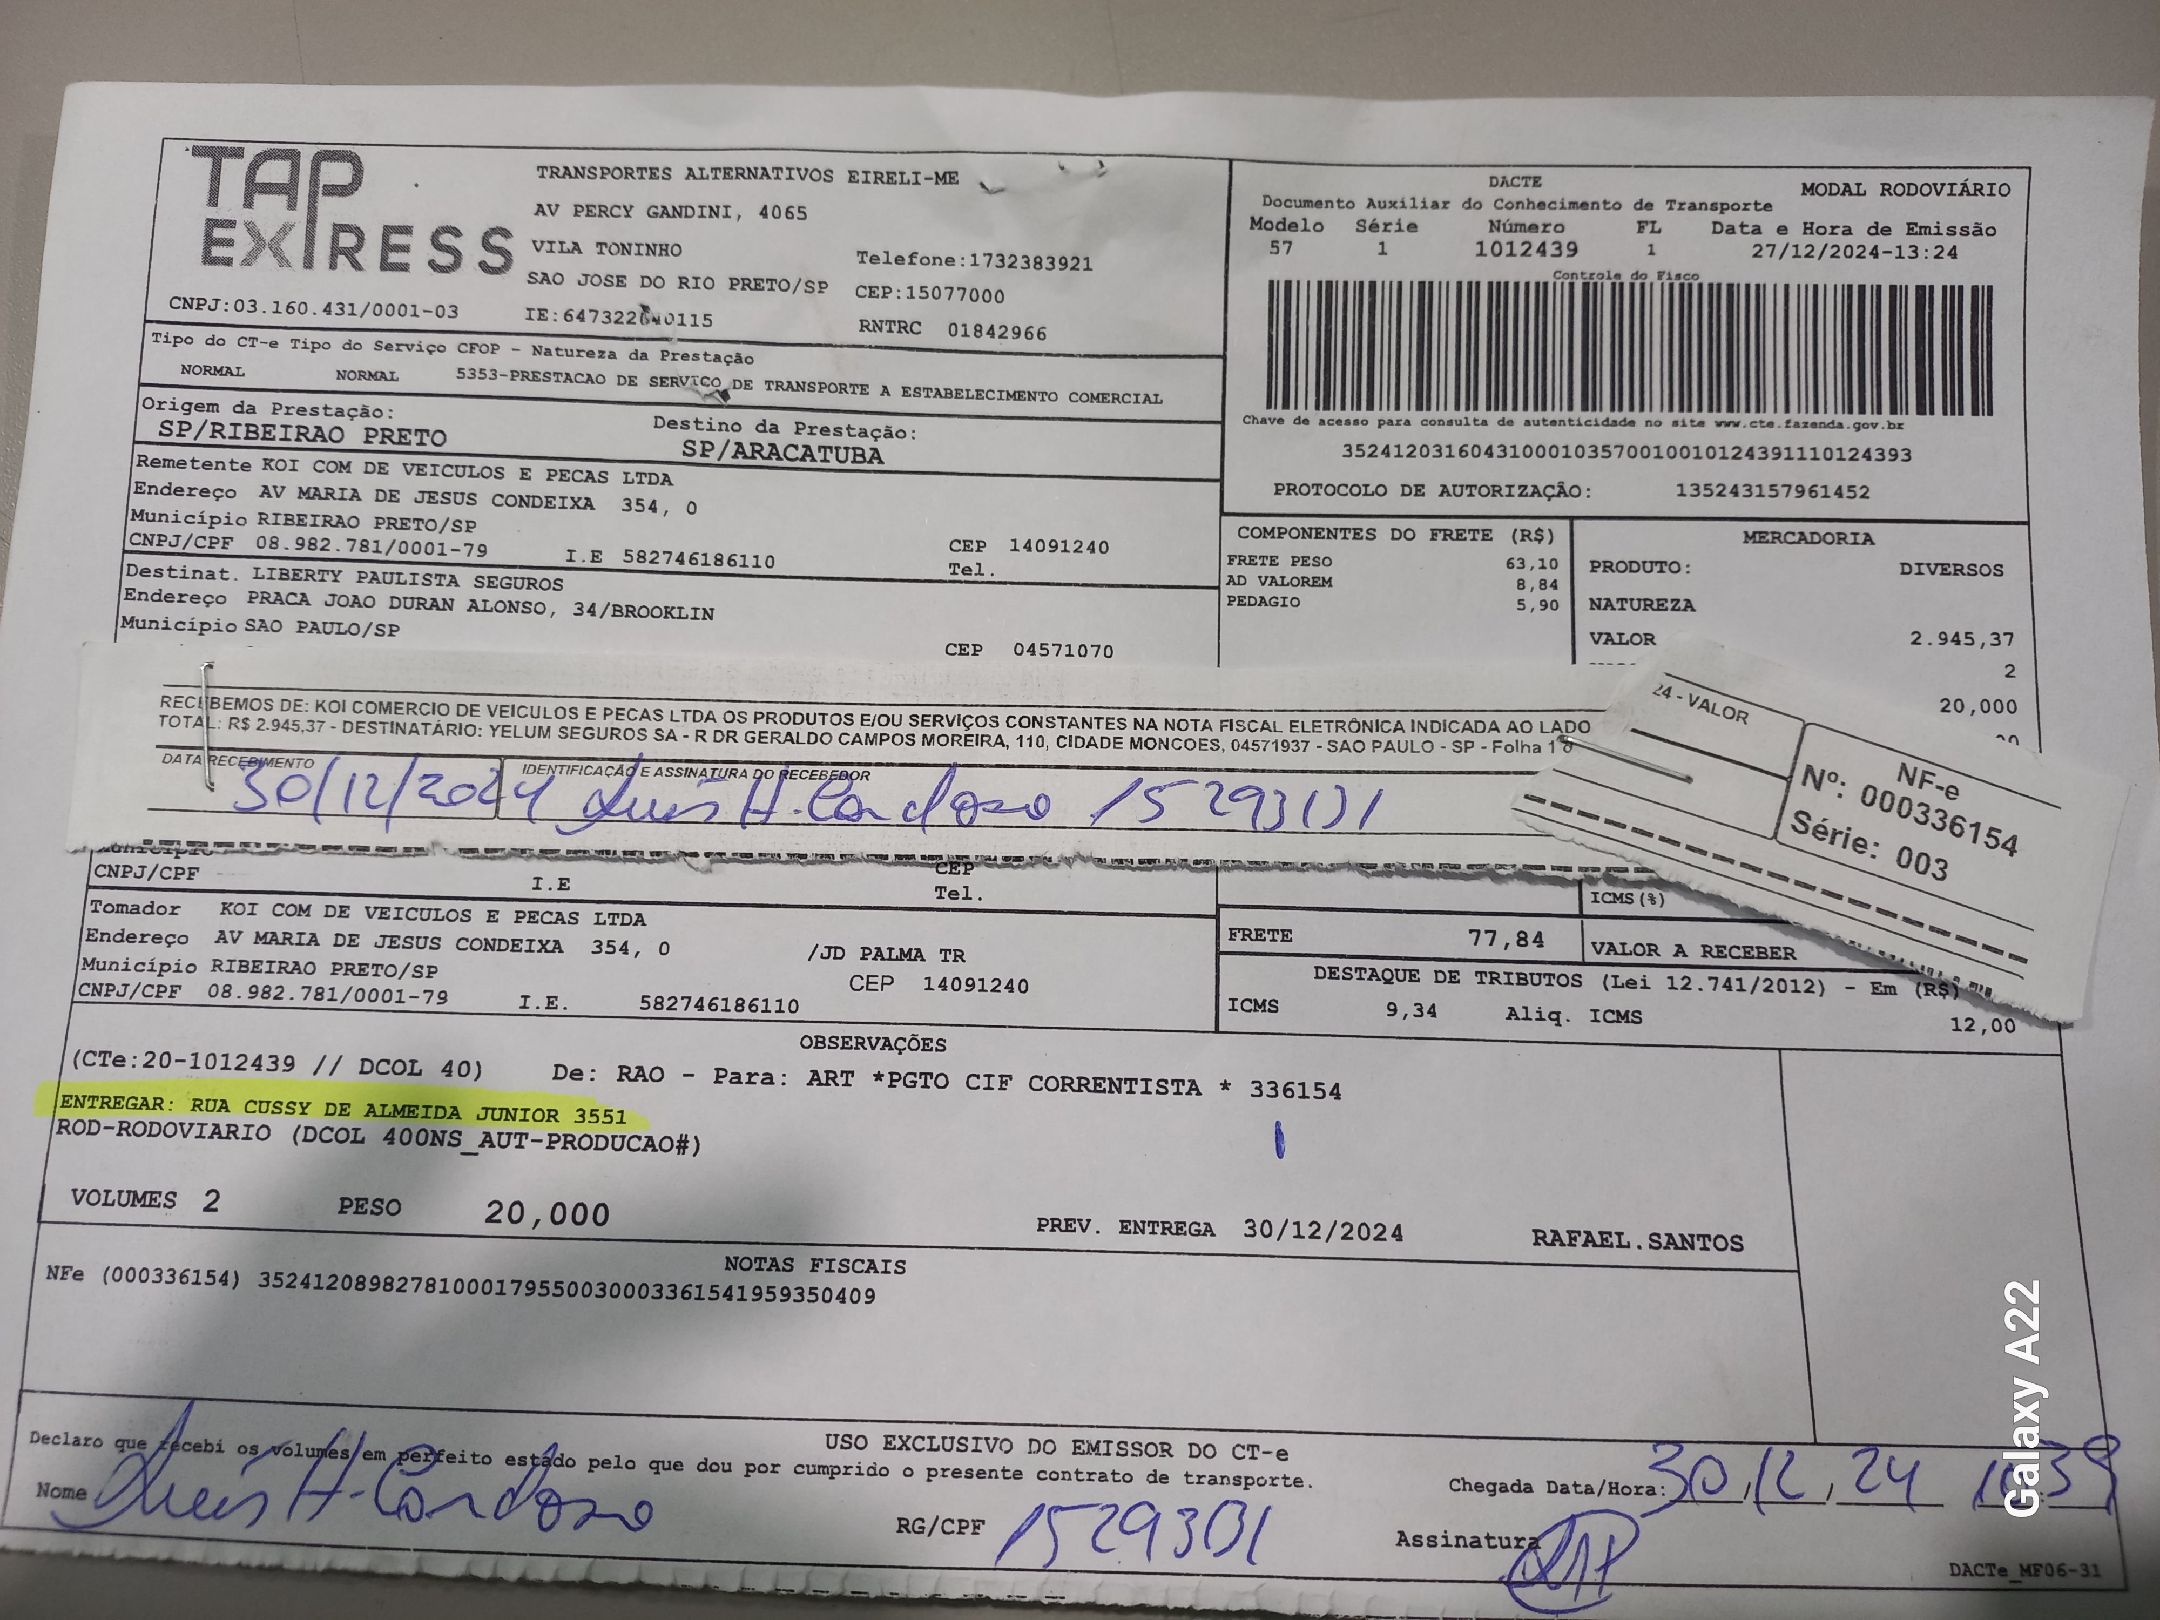 TAP EXPRESS
TRANSPORTES ALTERNATIVOS EIRELI-ME
AV PERCY GANDINI, 4065
VILA TONINHO
Telefone:1732383921
SAO JOSE DO RIO PRETO/SP CEP:15077000
CNPJ:03.160.431/0001-03 RNTRC 01842966
DACTE MODAL RODOVIÁRIO
Documento Auxiliar do Conhecimento de Transporte
Modelo Série Número FL Data e Hora de Emissão
57 1 1012439 1 27/12/2024-13:24
Controle do Fisco
Chave de acesso para consulta de autenticidade no site www.cte.fazenda.gov.br
35241203160431000103570010010124391110124393
PROTOCOLO DE AUTORIZAÇÃO: 135243157961452
Tipo do CT-e Tipo do Serviço CFOP - Natureza da Prestação
NORMAL NORMAL 5353-PRESTACAO DE SERVICO DE TRANSPORTE A ESTABELECIMENTO COMERCIAL
Origem da Prestação: Destino da Prestação:
SP/RIBEIRAO PRETO SP/ARACATUBA
Remetente KOI COM DE VEICULOS E PECAS LTDA
Endereço AV MARIA DE JESUS CONDEIXA 354, 0
Município RIBEIRAO PRETO/SP CEP 14091240
CNPJ/CPF 08.982.781/0001-79 I.E 582746186110 Tel.
Destinat. LIBERTY PAULISTA SEGUROS
Endereço PRACA JOAO DURAN ALONSO, 34/BROOKLIN
Município SAO PAULO/SP CEP 04571070
COMPONENTES DO FRETE (R$)
FRETE PESO 63,10
AD VALOREM 8,84
PEDAGIO 5,90
MERCADORIA
PRODUTO: DIVERSOS
NATUREZA
VALOR 2.945,37
2
20,000
RECEBEMOS DE: KOI COMERCIO DE VEICULOS E PECAS LTDA OS PRODUTOS E/OU SERVIÇOS CONSTANTES NA NOTA FISCAL ELETRÔNICA INDICADA AO LADO
TOTAL: R$ 2.945,37 - DESTINATÁRIO: YELUM SEGUROS SA - R DR GERALDO CAMPOS MOREIRA, 110, CIDADE MONCOES, 04571937 - SAO PAULO - SP - Folha 1
DATA RECEBIMENTO IDENTIFICAÇÃO E ASSINATURA DO RECEBEDOR
30/12/2024 Luis H. Cardoso 15293131
24 - VALOR
NF-e
Nº: 000336154
Série: 003
CEP
CNPJ/CPF I.E Tel.
Tomador KOI COM DE VEICULOS E PECAS LTDA
Endereço AV MARIA DE JESUS CONDEIXA 354, 0 /JD PALMA TR
Município RIBEIRAO PRETO/SP CEP 14091240
CNPJ/CPF 08.982.781/0001-79 I.E. 582746186110
ICMS(%)
FRETE 77,84 VALOR A RECEBER
DESTAQUE DE TRIBUTOS (Lei 12.741/2012) - Em (R$)
ICMS 9,34 Aliq. ICMS 12,00
OBSERVAÇÕES
(CTe:20-1012439 // DCOL 40) De: RAO - Para: ART *PGTO CIF CORRENTISTA * 336154
ENTREGAR: RUA CUSSY DE ALMEIDA JUNIOR 3551
ROD-RODOVIARIO (DCOL 400NS_AUT-PRODUCAO#)
VOLUMES 2 PESO 20,000 PREV. ENTREGA 30/12/2024 RAFAEL.SANTOS
NOTAS FISCAIS
NFe (000336154) 35241208982781000179550030003361541959350409
USO EXCLUSIVO DO EMISSOR DO CT-e
Declaro que recebi os volumes em perfeito estado pelo que dou por cumprido o presente contrato de transporte.
Nome Luis H. Cardoso RG/CPF 15293131
Chegada Data/Hora: 30,12,24
Assinatura
DACTe_MF06-31
Galaxy A22